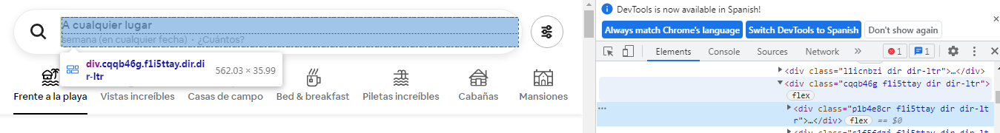 A cualquier lugar
semana (en cualquier fecha) · ¿Cuántos?
div.cqqb46g.f1i5ttay.dir.di
r-ltr
562.03 × 35.99
Frente a la playa
Vistas increíbles
Casas de campo
Bed & breakfast
Piletas increíbles
Cabañas
Mansiones
DevTools is now available in Spanish!
Always match Chrome's language
Switch DevTools to Spanish
Don't show again
Elements
Console
Sources
Network
»
1
1
<div class="l1icnbzi dir dir-ltr">…</div>
<div class="cqqb46g f1i5ttay dir dir-ltr">
flex
<div class="p1b4e8cr f1i5ttay dir dir-lt
r">…</div> flex == $0